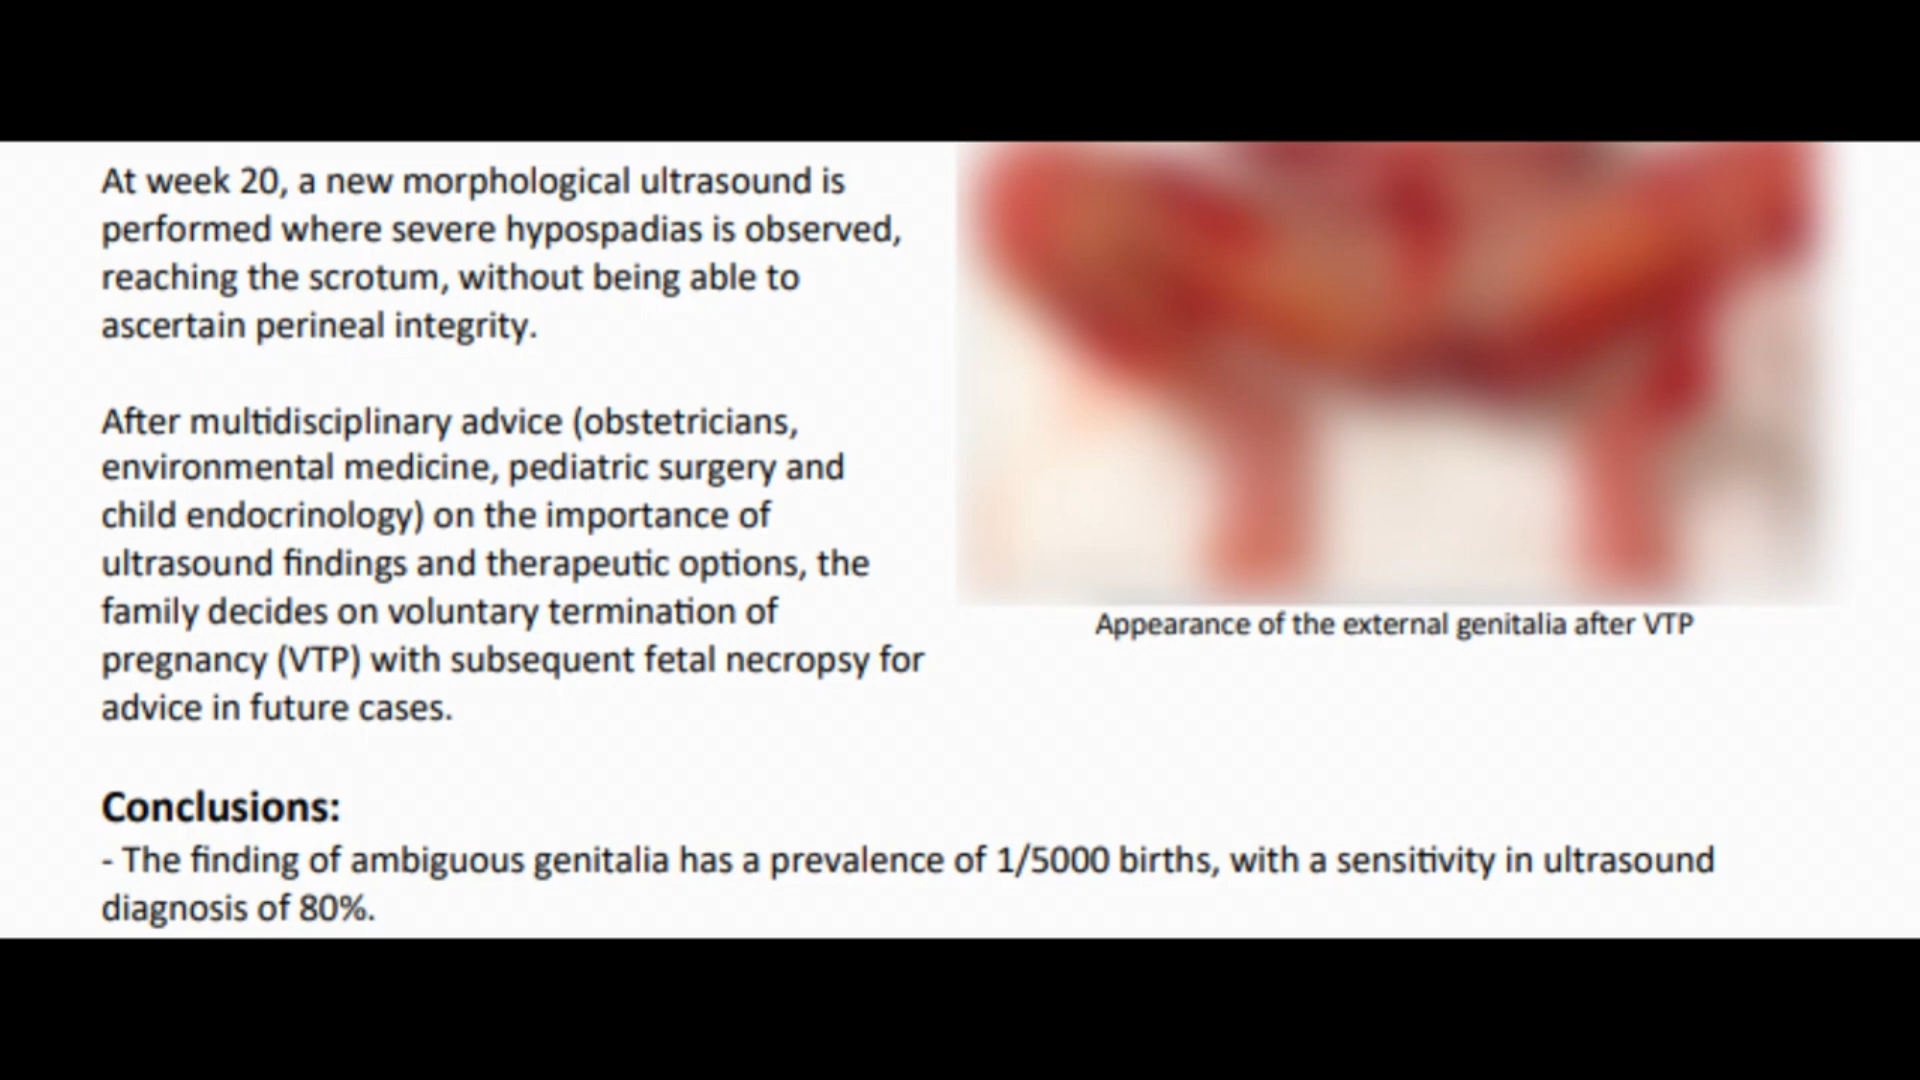 At week 20, a new morphological ultrasound is
performed where severe hypospadias is observed,
reaching the scrotum, without being able to
ascertain perineal integrity.
After multidisciplinary advice (obstetricians,
environmental medicine, pediatric surgery and
child endocrinology) on the importance of
ultrasound findings and therapeutic options, the
family decides on voluntary termination of
pregnancy (VTP) with subsequent fetal necropsy for
advice in future cases.
Appearance of the external genitalia after VTP
Conclusions:
- The finding of ambiguous genitalia has a prevalence of 1/5000 births, with a sensitivity in ultrasound
diagnosis of 80%.